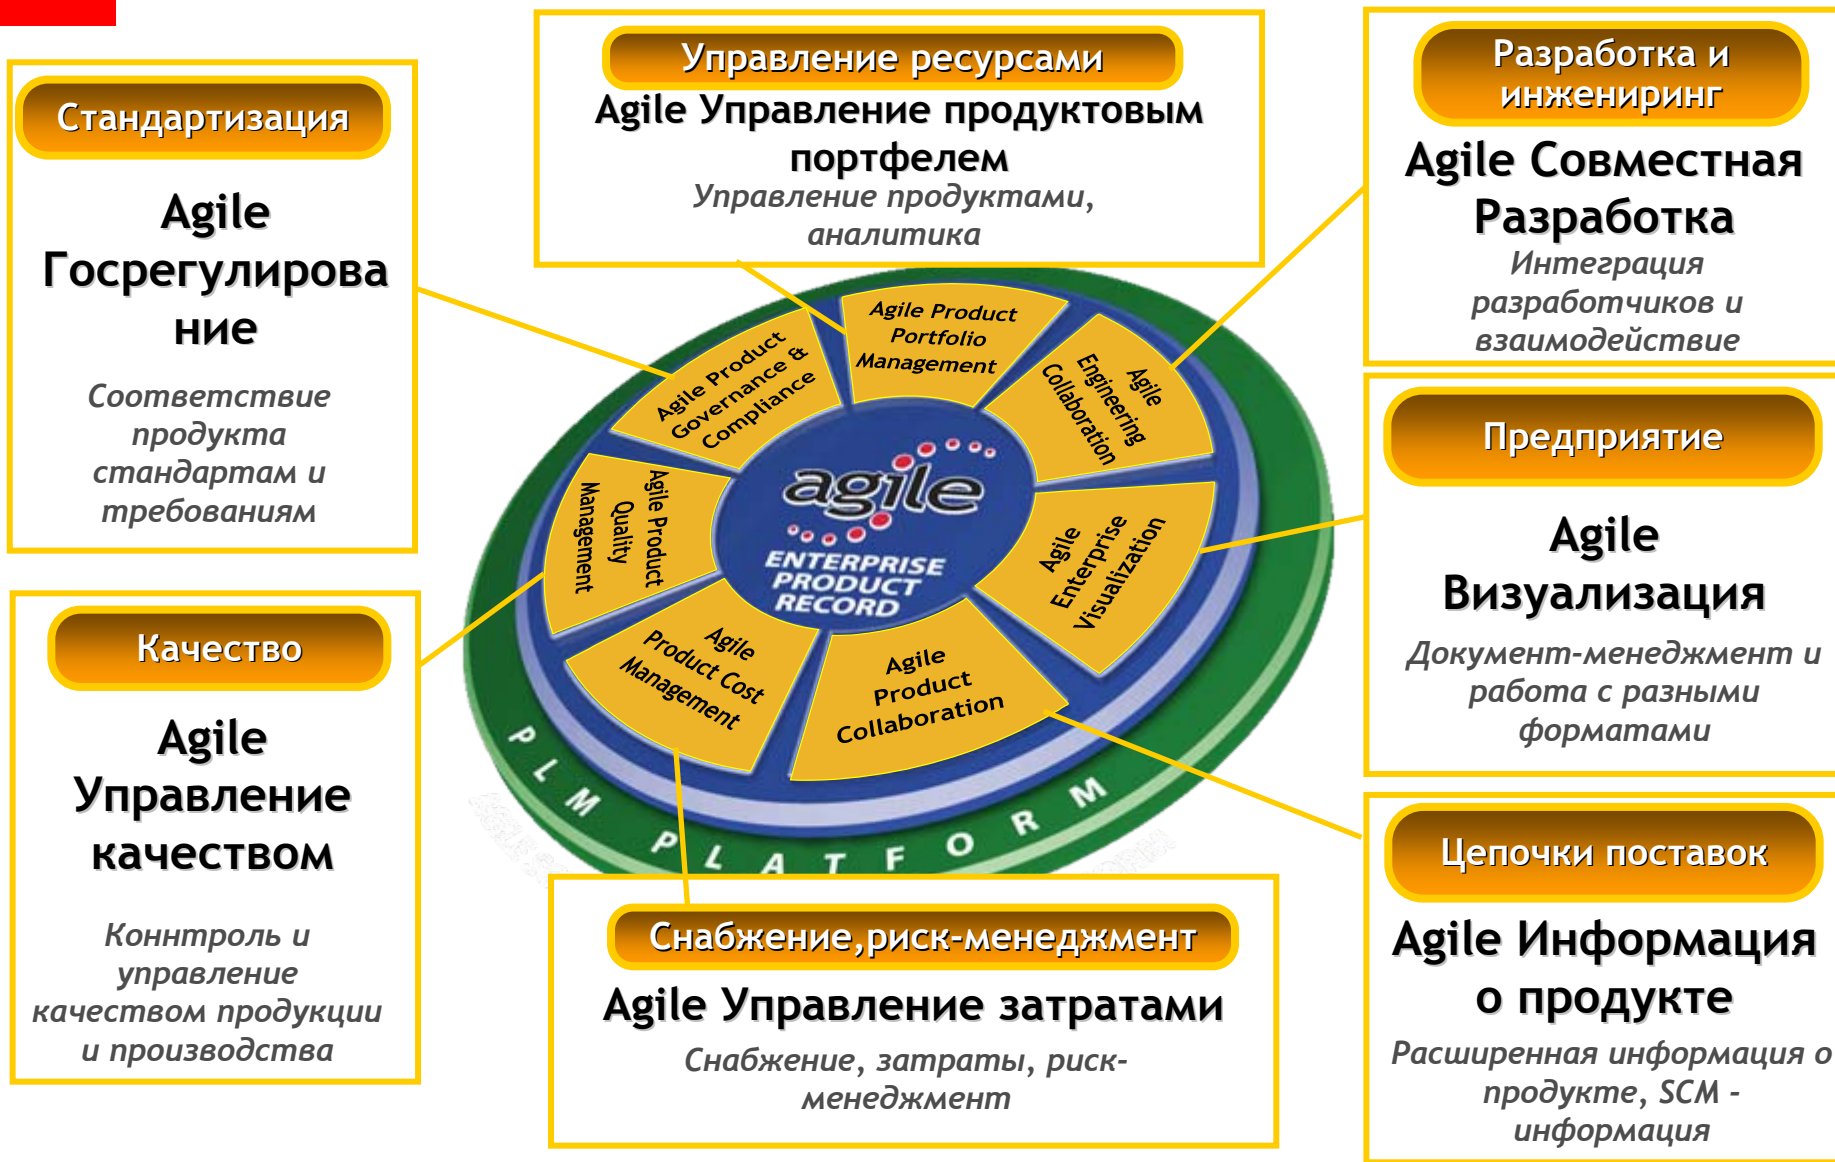 Стандартизация
Agile
Госрегулирова
ние
Соответствие
продукта
стандартам и
требованиям
Управление ресурсами
Agile Управление продуктовым
портфелем
Управление продуктами,
аналитика
Разработка и
инжениринг
Agile Совместная
Разработка
Интеграция
разработчиков и
взаимодействие
Предприятие
Agile
Визуализация
Документ-менеджмент и
работа с разными
форматами
Качество
Agile
Управление
качеством
Коннтроль и
управление
качеством продукции
и производства
Agile Product
Governance &
Compliance
Agile Product
Portfolio
Management
Agile
Engineering
Collaboration
Agile Product
Quality
Management
agile
ENTERPRISE
PRODUCT
RECORD
Agile
Enterprise
Visualization
Agile
Product Cost
Management
Agile
Product
Collaboration
PLM PLATFORM
Снабжение,риск-менеджмент
Agile Управление затратами
Снабжение, затраты, риск-
менеджмент
Цепочки поставок
Agile Информация
о продукте
Расширенная информация о
продукте, SCM -
информация